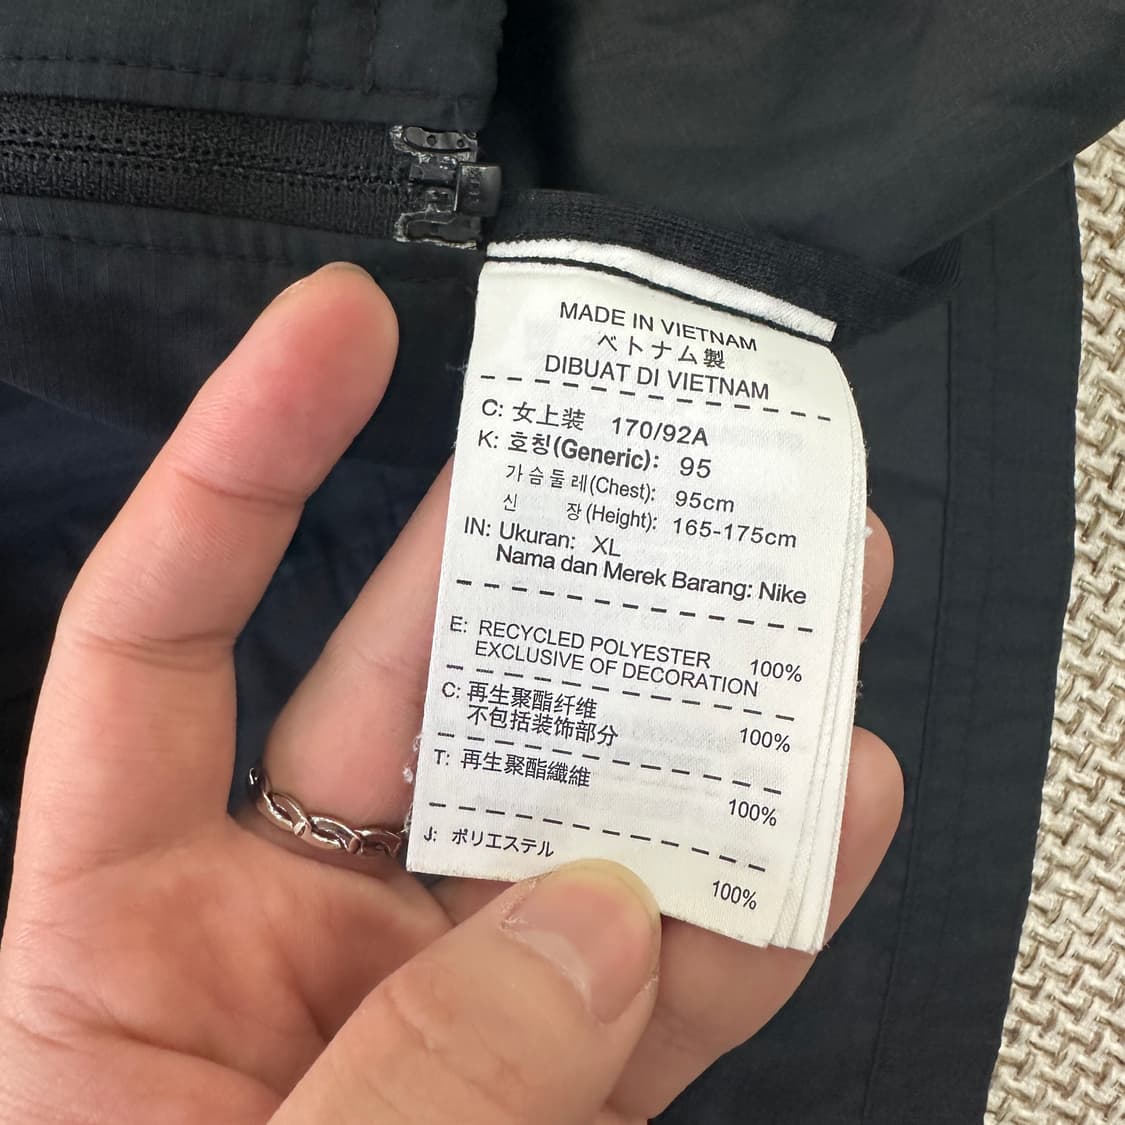 MADE IN VIETNAM
ベトナム製
DIBUAT DI VIETNAM
C: 女上装 170/92A
K: 호칭(Generic): 95
가슴둘레(Chest): 95cm
신 장(Height): 165-175cm
IN: Ukuran: XL
Nama dan Merek Barang: Nike
E: RECYCLED POLYESTER 100%
EXCLUSIVE OF DECORATION
C: 再生聚酯纤维 100%
不包括装饰部分
T: 再生聚酯纖維 100%
J: ポリエステル 100%